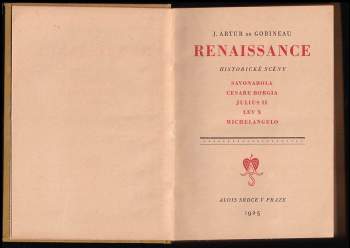 J. ARTUR DE GOBINEAU
RENAISSANCE
HISTORICKÉ SCÉNY
SAVONAROLA
CESARE BORGIA
JULIUS II
LEV X
MICHELANGELO
ALOIS SRDCE V PRAZE
1925